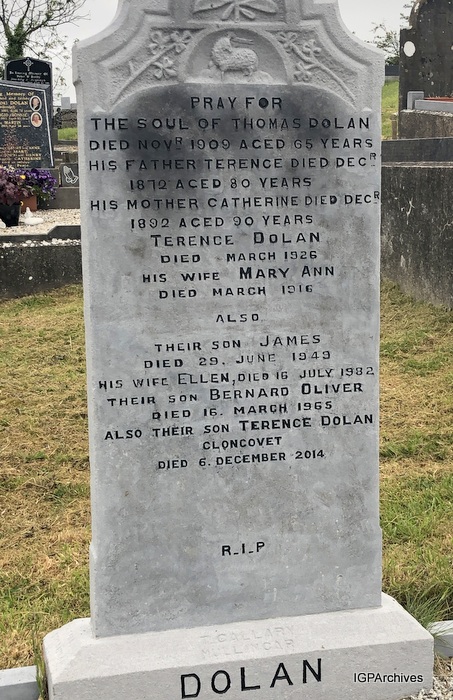 PRAY FOR
THE SOUL OF THOMAS DOLAN
DIED NOVR 1909 AGED 65 YEARS
HIS FATHER TERENCE DIED DECR
1872 AGED 80 YEARS
HIS MOTHER CATHERINE DIED DECR
1892 AGED 90 YEARS
TERENCE DOLAN
DIED MARCH 1926
HIS WIFE MARY ANN
DIED MARCH 1916
ALSO
THEIR SON JAMES
DIED 29. JUNE 1949
HIS WIFE ELLEN, DIED 16 JULY 1982
THEIR SON BERNARD OLIVER
DIED 16. MARCH 1965
ALSO THEIR SON TERENCE DOLAN
CLONCOVET
DIED 6. DECEMBER 2014
R.I.P
MULLINGAR
DOLAN
IGPArchives